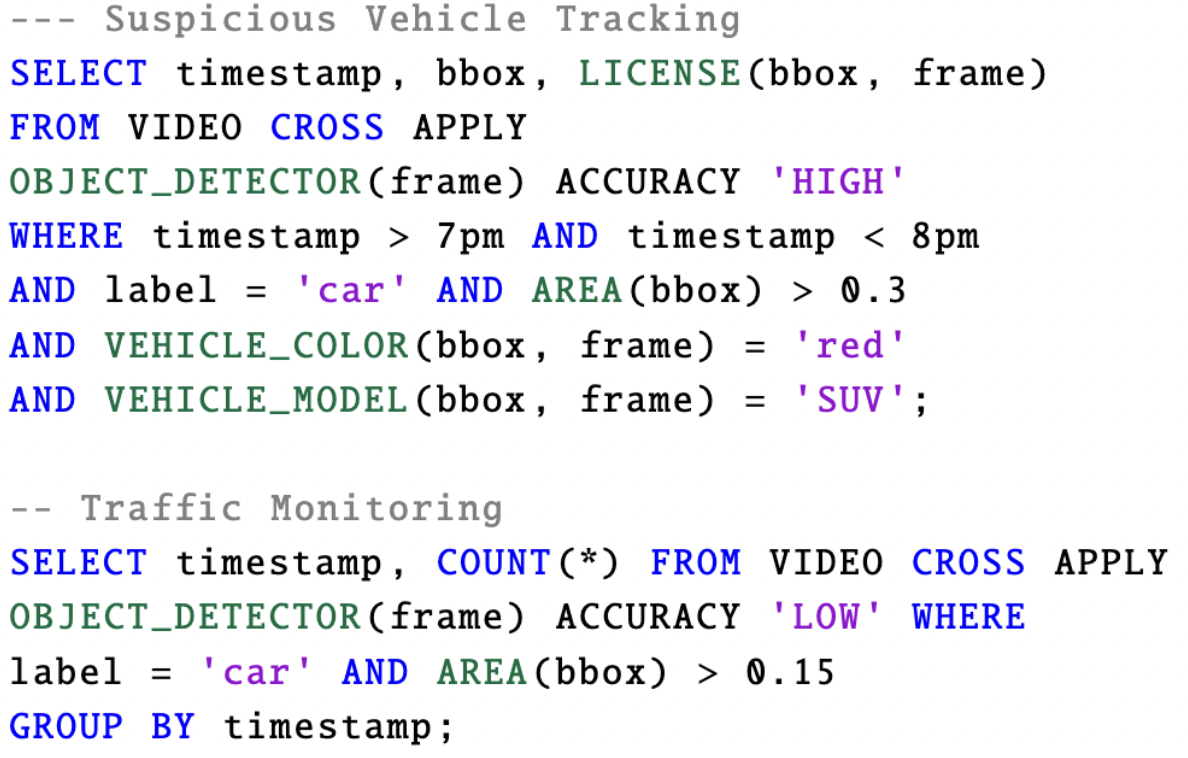 --- Suspicious Vehicle Tracking
SELECT timestamp, bbox, LICENSE(bbox, frame)
FROM VIDEO CROSS APPLY
OBJECT_DETECTOR(frame) ACCURACY 'HIGH'
WHERE timestamp > 7pm AND timestamp < 8pm
AND label = 'car' AND AREA(bbox) > 0.3
AND VEHICLE_COLOR(bbox, frame) = 'red'
AND VEHICLE_MODEL(bbox, frame) = 'SUV';

-- Traffic Monitoring
SELECT timestamp, COUNT(*) FROM VIDEO CROSS APPLY
OBJECT_DETECTOR(frame) ACCURACY 'LOW' WHERE
label = 'car' AND AREA(bbox) > 0.15
GROUP BY timestamp;